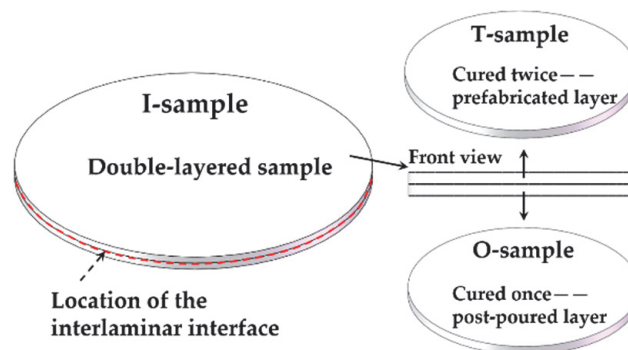 I-sample
Double-layered sample
Location of the
interlaminar interface
T-sample
Cured twice——
prefabricated layer
Front view
O-sample
Cured once——
post-poured layer